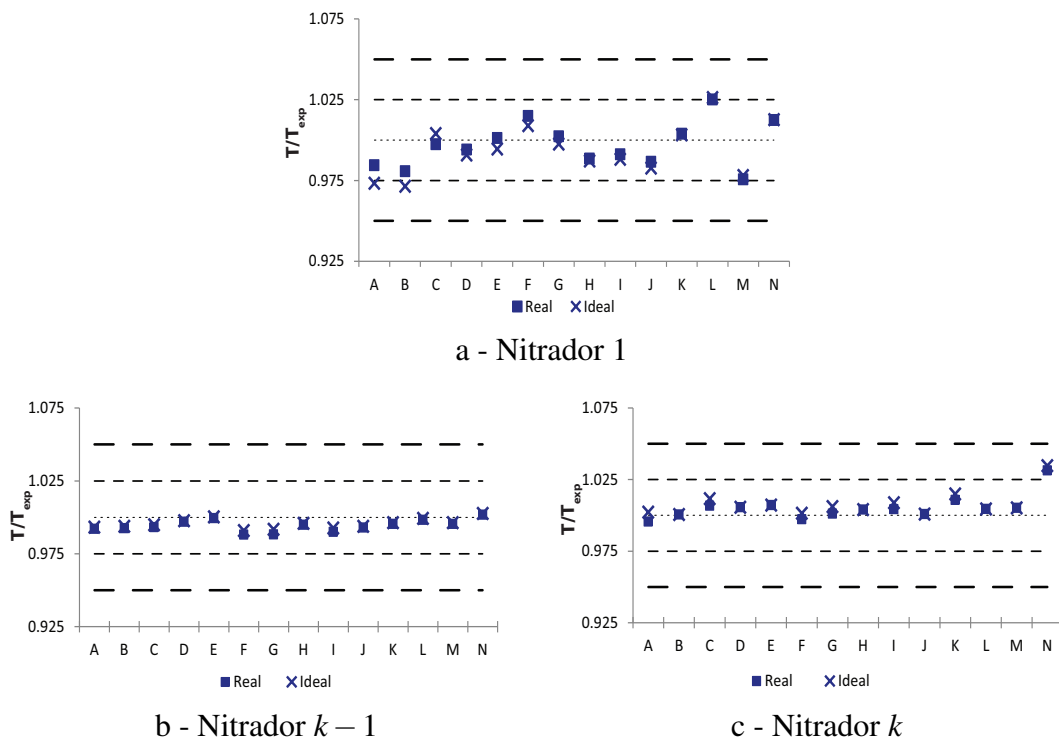 1.075
1.025
0.975
0.925
T/Texp
A B C D E F G H I J K L M N
Real Ideal
a - Nitrador 1
1.075
1.025
0.975
0.925
T/Texp
A B C D E F G H I J K L M N
Real Ideal
b - Nitrador k − 1
1.075
1.025
0.975
0.925
T/Texp
A B C D E F G H I J K L M N
Real Ideal
c - Nitrador k